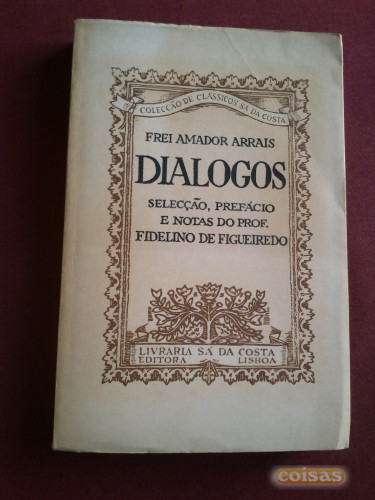 COLECÇÃO DE CLÁSSICOS SÁ DA COSTA
FREI AMADOR ARRAIS
DIALOGOS
SELECÇÃO, PREFÁCIO
E NOTAS DO PROF.
FIDELINO DE FIGUEIREDO
LIVRARIA SÁ DA COSTA
EDITORA LISBOA
coisas